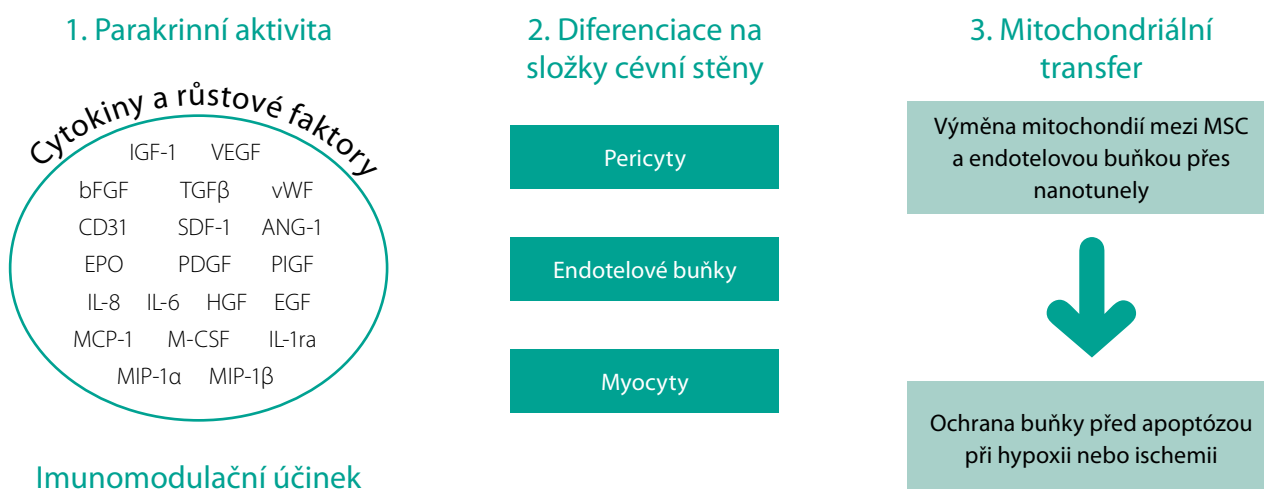 1. Parakrinní aktivita
Cytokiny a růstové faktory
IGF-1 VEGF
bFGF TGFβ vWF
CD31 SDF-1 ANG-1
EPO PDGF PIGF
IL-8 IL-6 HGF EGF
MCP-1 M-CSF IL-1ra
MIP-1α MIP-1β
Imunomodulační účinek
2. Diferenciace na
složky cévní stěny
Pericyty
Endotelové buňky
Myocyty
3. Mitochondriální
transfer
Výměna mitochondií mezi MSC
a endotelovou buňkou přes
nanotunely
Ochrana buňky před apoptózou
při hypoxii nebo ischemii